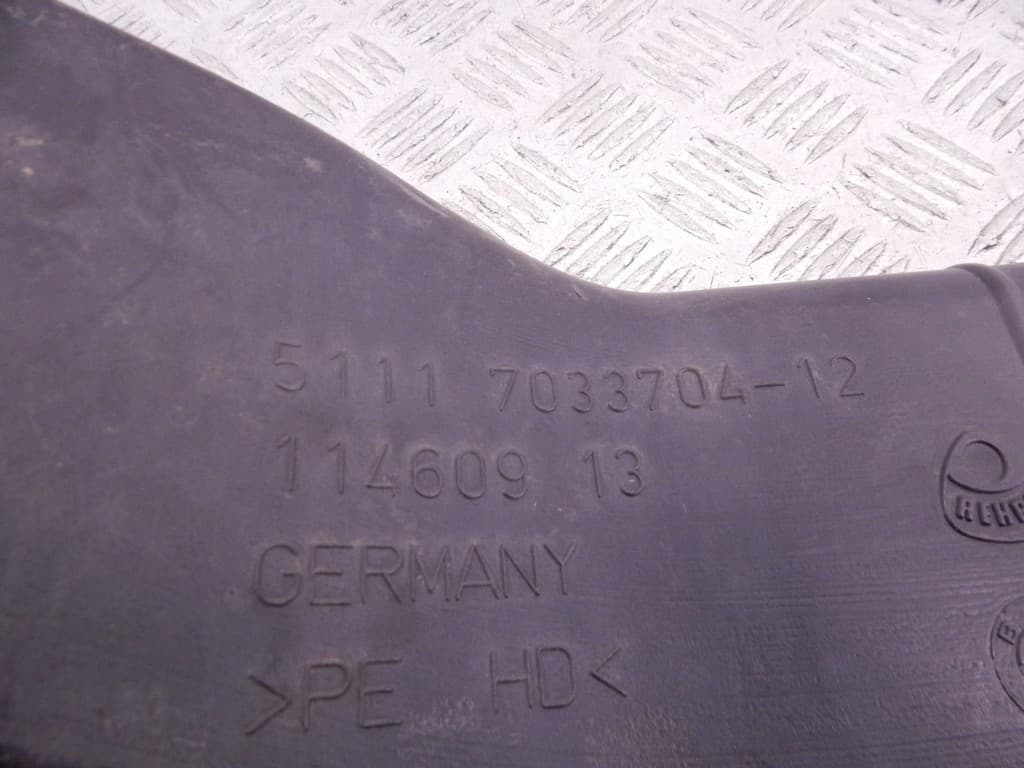 5111 7033704-12
114609 13
GERMANY
>PE HD<